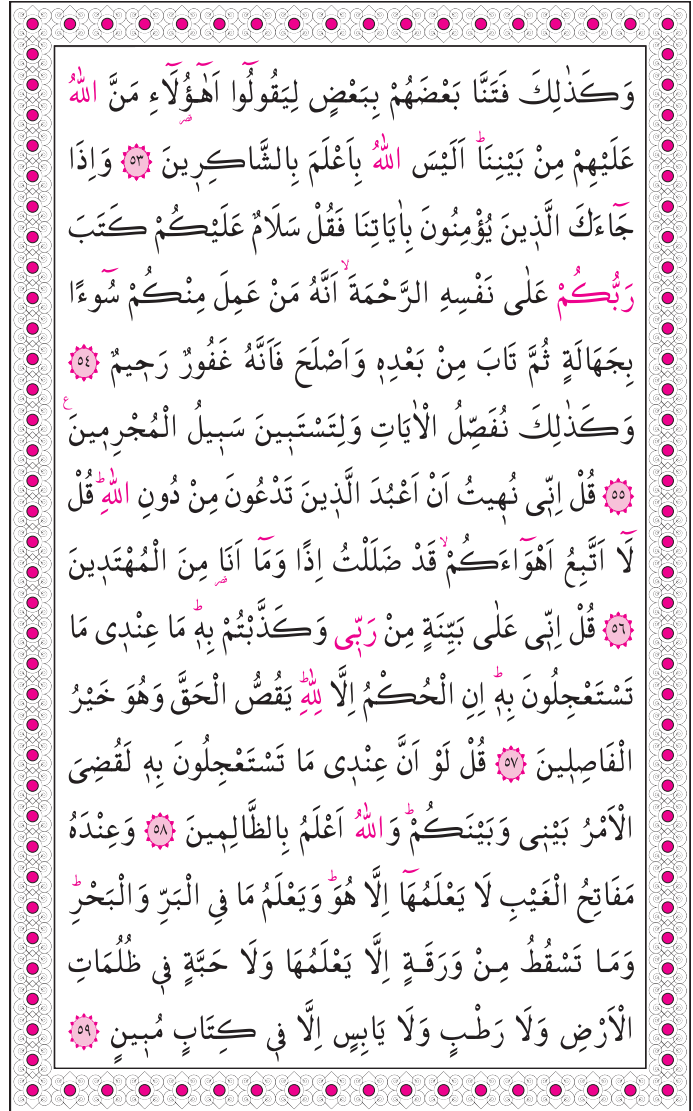 وَكَذٰلِكَ فَتَنَّا بَعْضَهُمْ بِبَعْضٍ لِيَقُولُٓوا اَهٰٓؤُ۬لَٓاءِ مَنَّ اللّٰهُ
عَلَيْهِمْ مِنْ بَيْنِنَاۜ اَلَيْسَ اللّٰهُ بِاَعْلَمَ بِالشَّاكِر۪ينَ ﴿٥٣﴾ وَاِذَا
جَٓاءَكَ الَّذ۪ينَ يُؤْمِنُونَ بِاٰيَاتِنَا فَقُلْ سَلَامٌ عَلَيْكُمْ كَتَبَ
رَبُّكُمْ عَلٰى نَفْسِهِ الرَّحْمَةَۙ اَنَّهُ مَنْ عَمِلَ مِنْكُمْ سُٓوءًا
بِجَهَالَةٍ ثُمَّ تَابَ مِنْ بَعْدِه۪ وَاَصْلَحَ فَاَنَّهُ غَفُورٌ رَح۪يمٌ ﴿٥٤﴾
وَكَذٰلِكَ نُفَصِّلُ الْاٰيَاتِ وَلِتَسْتَب۪ينَ سَب۪يلُ الْمُجْرِم۪ينَ ع
﴿٥٥﴾ قُلْ اِنّ۪ي نُه۪يتُ اَنْ اَعْبُدَ الَّذ۪ينَ تَدْعُونَ مِنْ دُونِ اللّٰهِۜ قُلْ
لَٓا اَتَّبِعُ اَهْوَٓاءَكُمْۙ قَدْ ضَلَلْتُ اِذًا وَمَٓا اَنَا۬ مِنَ الْمُهْتَد۪ينَ
﴿٥٦﴾ قُلْ اِنّ۪ي عَلٰى بَيِّنَةٍ مِنْ رَبّ۪ي وَكَذَّبْتُمْ بِه۪ۜ مَا عِنْد۪ي مَا
تَسْتَعْجِلُونَ بِه۪ۜ اِنِ الْحُكْمُ اِلَّا لِلّٰهِۜ يَقُصُّ الْحَقَّ وَهُوَ خَيْرُ
الْفَاصِل۪ينَ ﴿٥٧﴾ قُلْ لَوْ اَنَّ عِنْد۪ي مَا تَسْتَعْجِلُونَ بِه۪ لَقُضِيَ
الْاَمْرُ بَيْن۪ي وَبَيْنَكُمْۜ وَاللّٰهُ اَعْلَمُ بِالظَّالِم۪ينَ ﴿٥٨﴾ وَعِنْدَهُ
مَفَاتِحُ الْغَيْبِ لَا يَعْلَمُهَٓا اِلَّا هُوَۜ وَيَعْلَمُ مَا فِي الْبَرِّ وَالْبَحْرِۜ
وَمَا تَسْقُطُ مِنْ وَرَقَةٍ اِلَّا يَعْلَمُهَا وَلَا حَبَّةٍ ف۪ي ظُلُمَاتِ
الْاَرْضِ وَلَا رَطْبٍ وَلَا يَابِسٍ اِلَّا ف۪ي كِتَابٍ مُب۪ينٍ ﴿٥٩﴾